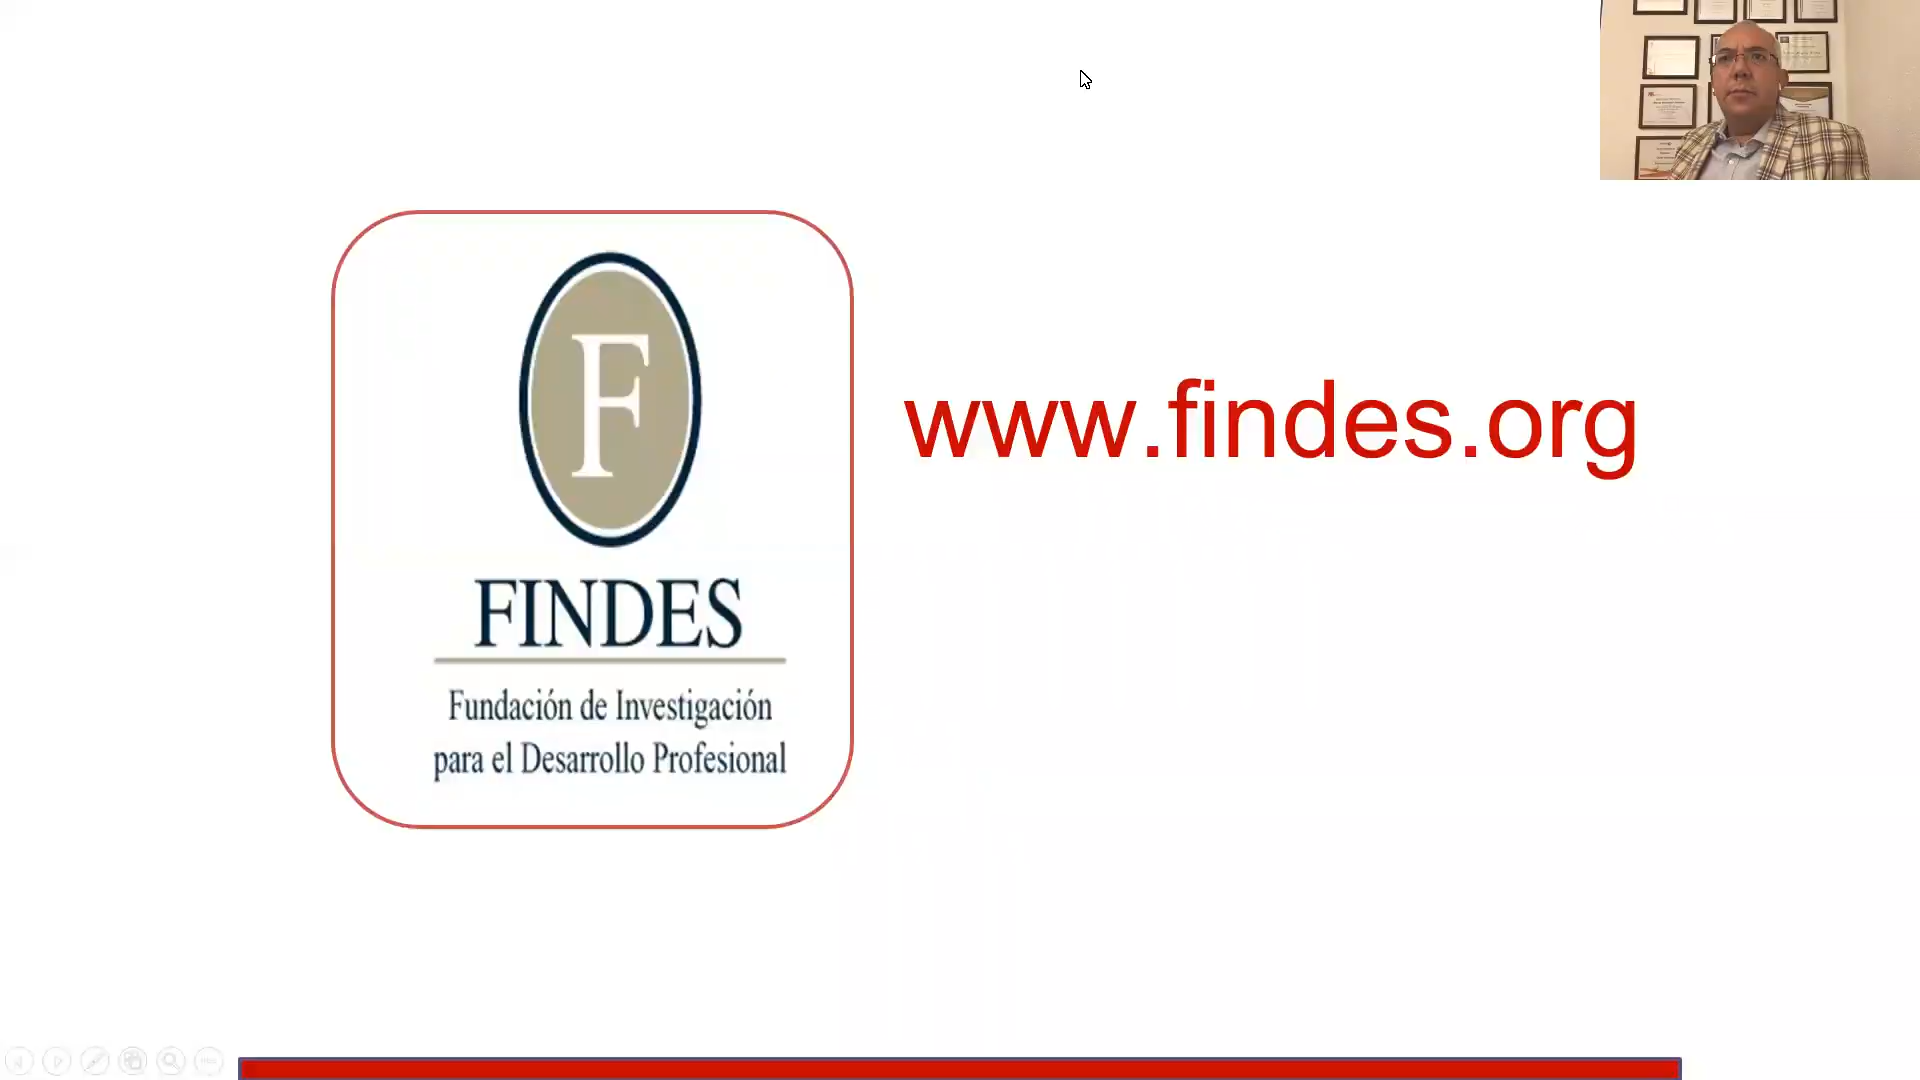 F
FINDES
Fundación de Investigación
para el Desarrollo Profesional
www.findes.org